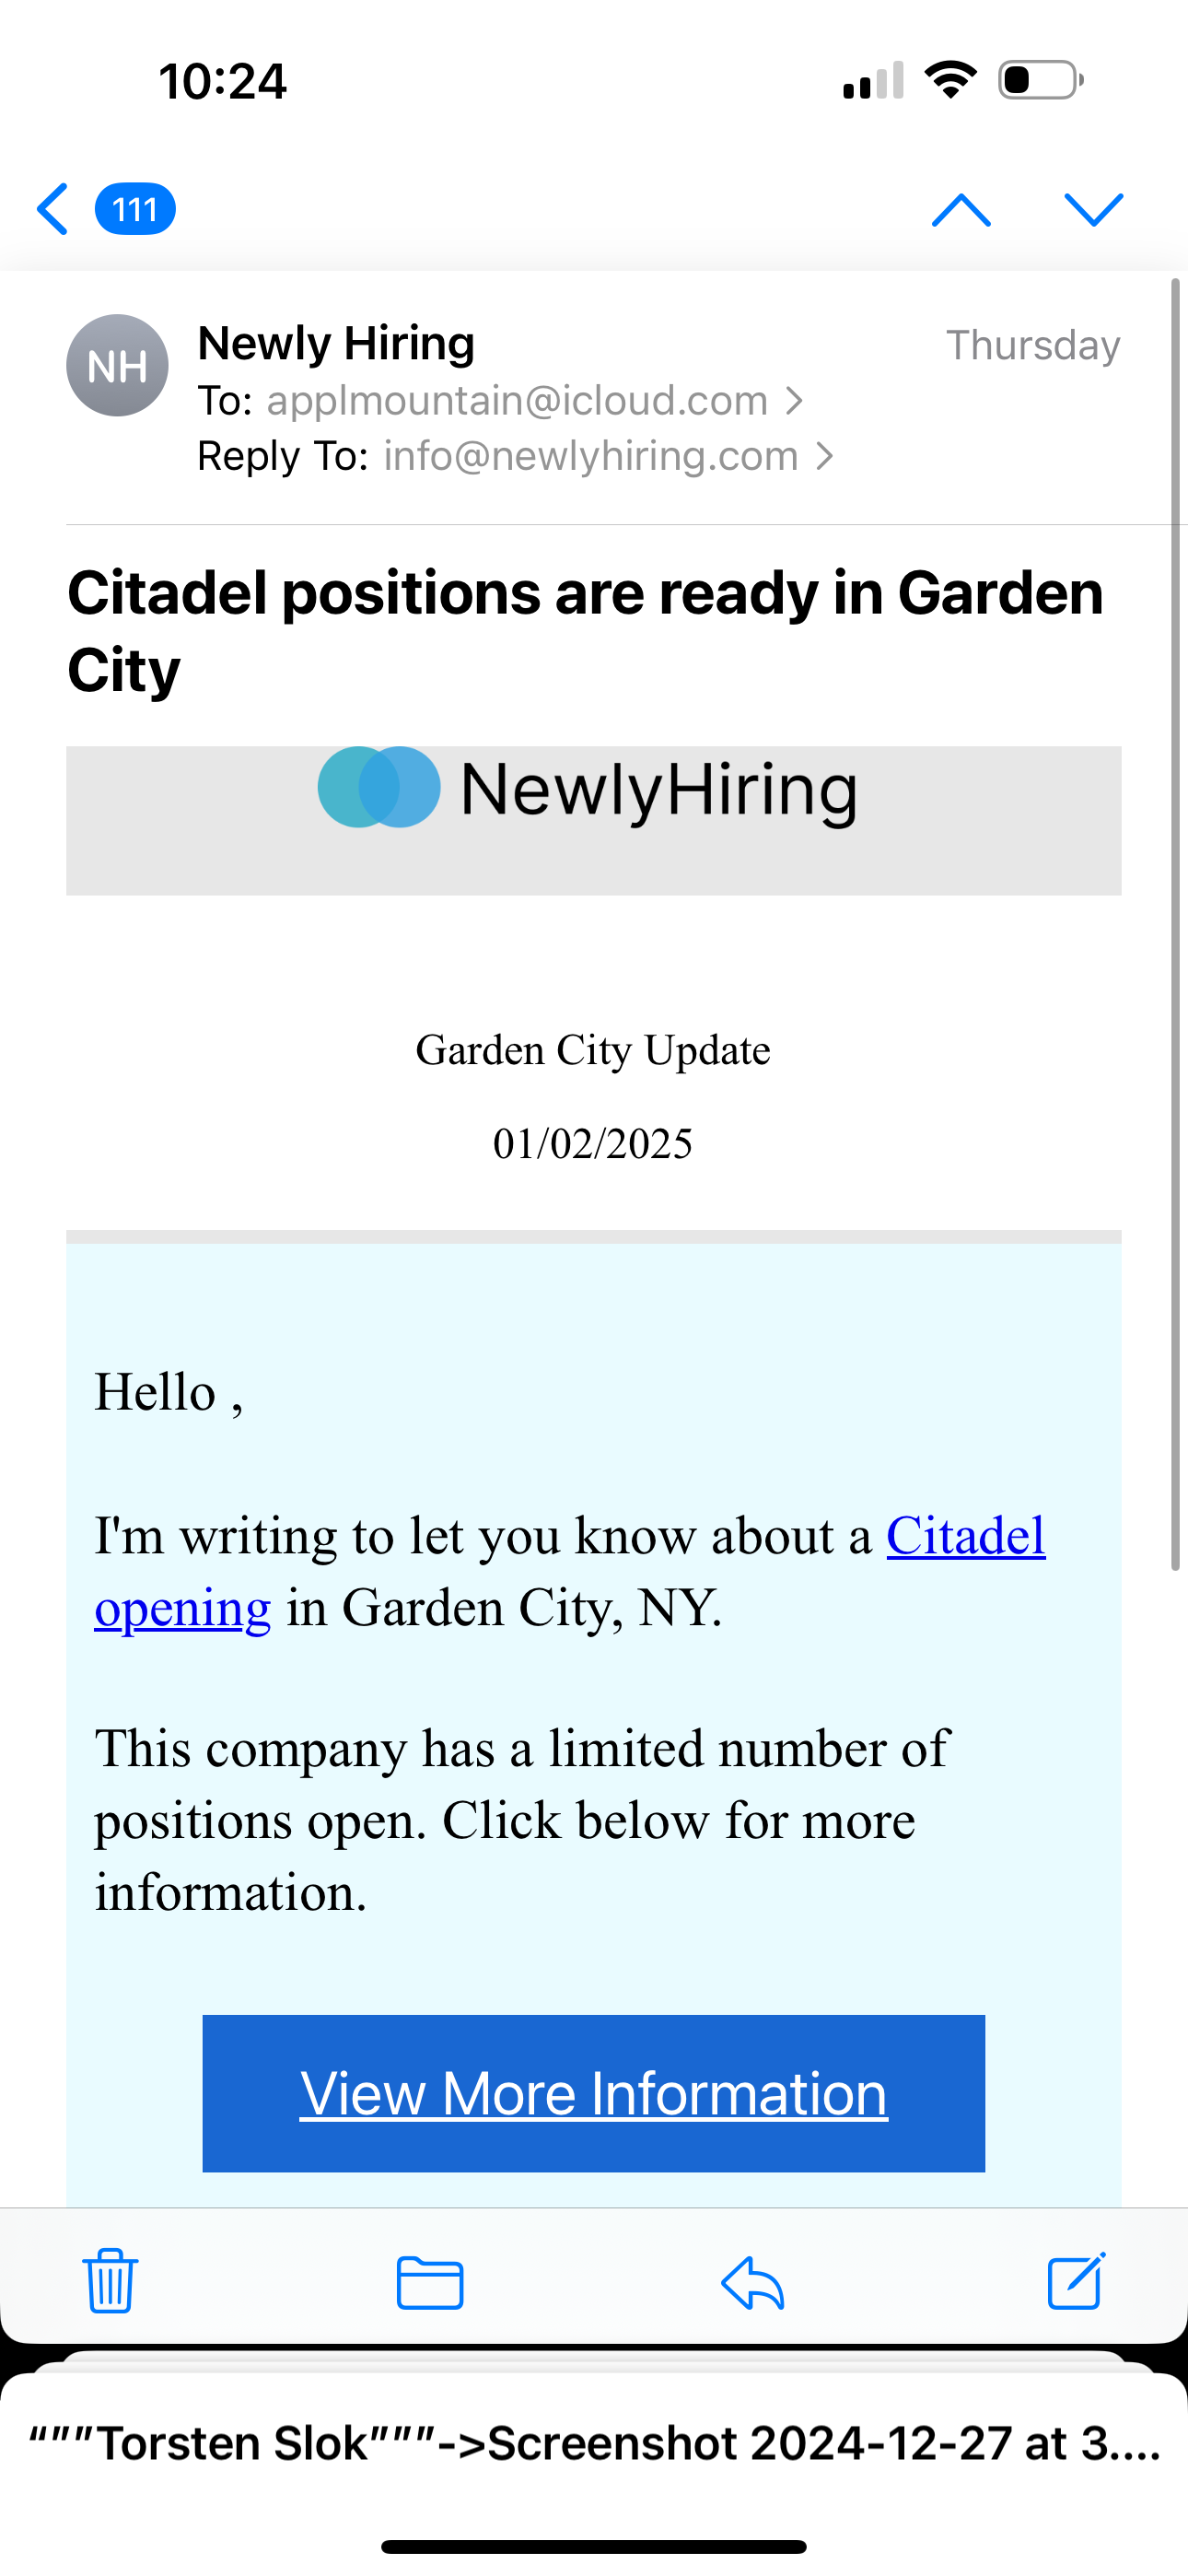 10:24
111
NH
Newly Hiring
Thursday
To: applmountain@icloud.com
Reply To: info@newlyhiring.com
Citadel positions are ready in Garden
City
NewlyHiring
Garden City Update
01/02/2025
Hello ,
I'm writing to let you know about a Citadel
opening in Garden City, NY.
This company has a limited number of
positions open. Click below for more
information.
View More Information
“″″″Torsten Slok″″″″->Screenshot 2024-12-27 at 3....